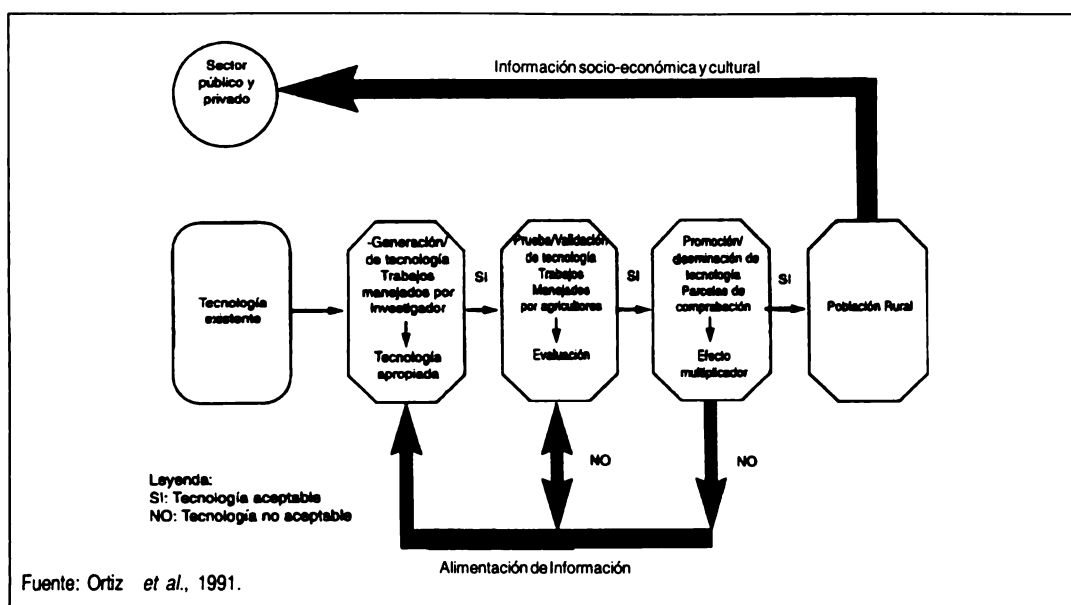 Sector
público y
privado
Información socio-económica y cultural
Tecnología
existente
-Generación/
de tecnología
Trabajos
manejados por
Investigador
Tecnología
apropiada
SI
Prueba/Validación
de tecnología
Trabajos
Manejados
por agricultores
Evaluación
SI
Promoción/
diseminación de
tecnología
Parcelas de
comprobación
Efecto
multiplicador
SI
Población Rural
NO
NO
Leyenda:
SI: Tecnología aceptable
NO: Tecnología no aceptable
Alimentación de Información
Fuente: Ortiz et al., 1991.